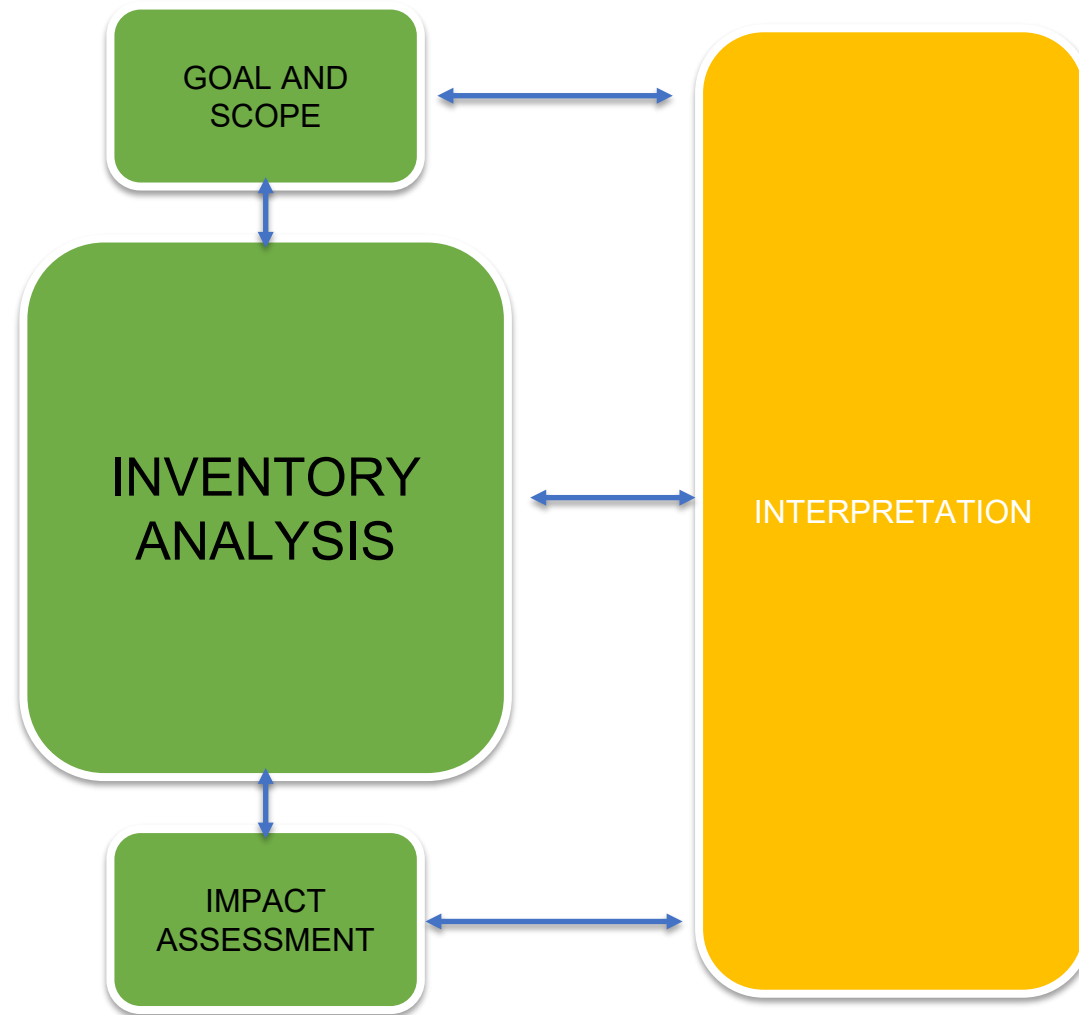 GOAL AND
SCOPE
INVENTORY
ANALYSIS
INTERPRETATION
IMPACT
ASSESSMENT